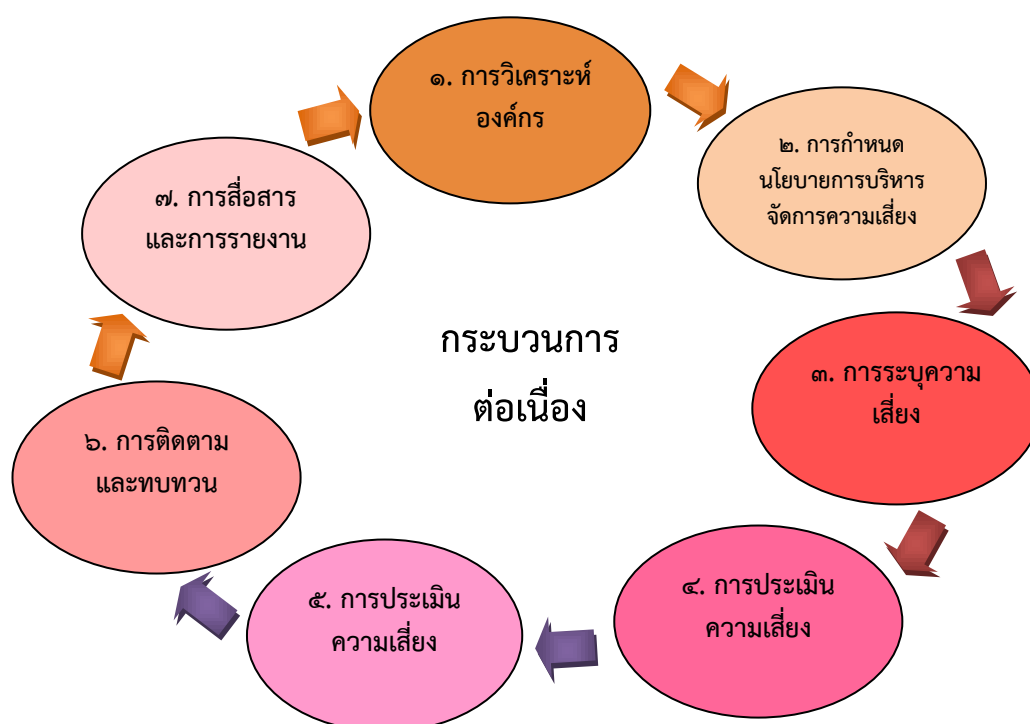 ๑. การวิเคราะห์
องค์กร
๒. การกำหนด
นโยบายการบริหาร
จัดการความเสี่ยง
๓. การระบุความ
เสี่ยง
๔. การประเมิน
ความเสี่ยง
๕. การประเมิน
ความเสี่ยง
๖. การติดตาม
และทบทวน
๗. การสื่อสาร
และการรายงาน
กระบวนการ
ต่อเนื่อง